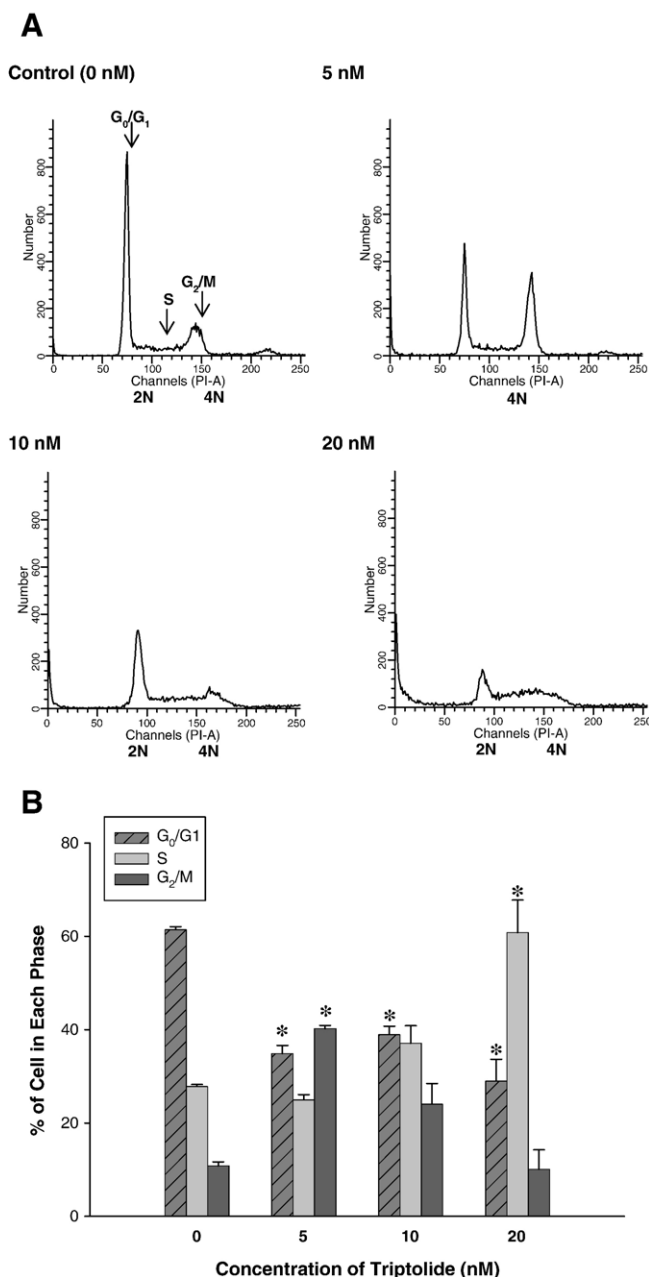 A
Control (0 nM)
5 nM
G0/G1
S
G2/M
Number
0 200 400 600 800
0 50 100 150 200 250
Channels (PI-A)
2N 4N
Number
0 200 400 600 800
0 50 100 150 200 250
Channels (PI-A)
4N
10 nM
20 nM
Number
0 200 400 600 800
0 50 100 150 200 250
Channels (PI-A)
2N 4N
Number
0 200 400 600 800
0 50 100 150 200 250
Channels (PI-A)
2N 4N
B
G0/G1
S
G2/M
% of Cell in Each Phase
80
60
40
20
0
* * * * *
0 5 10 20
Concentration of Triptolide (nM)